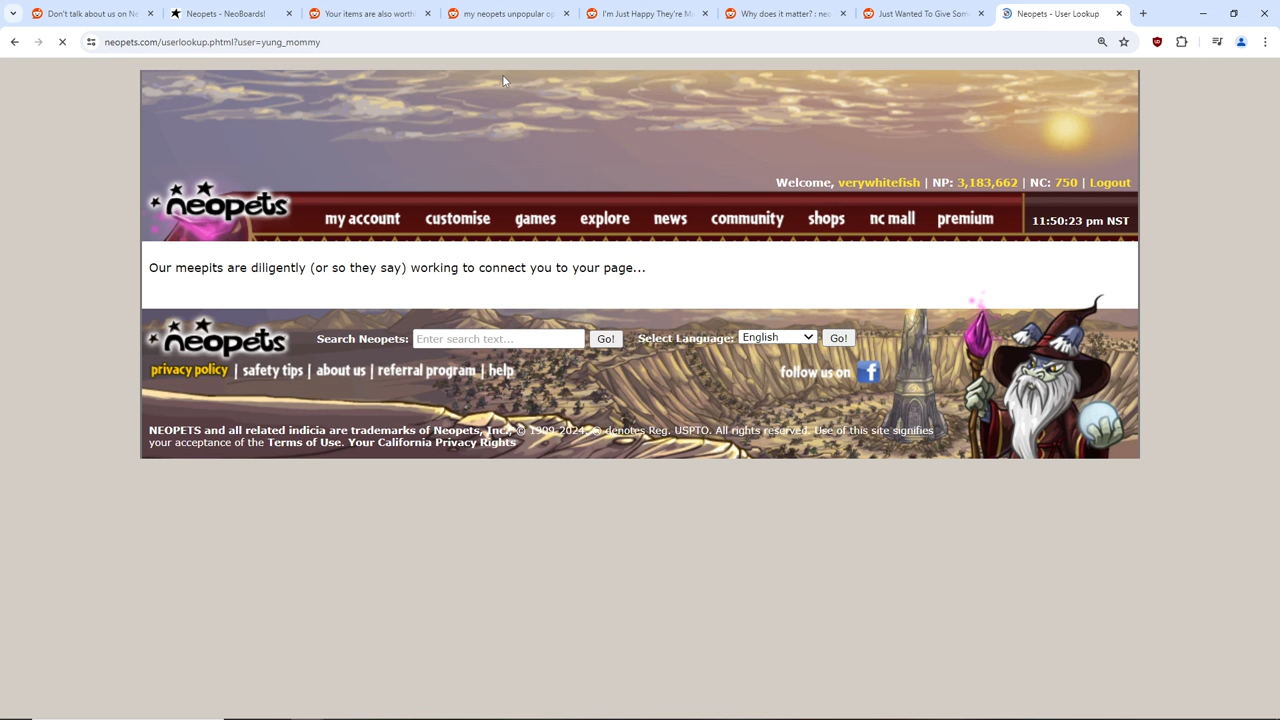 Don't talk about us on Ne
Neopets - NeoBoards!
Your items are also worthl
my neopets unpopular op
I'm Just Happy They're Ma
Why does it matter? : neo
Just Wanted To Give Som
Neopets - User Lookup
neopets.com/userlookup.phtml?user=yung_mommy
Welcome, verywhitefish | NP: 3,183,662 | NC: 750 | Logout
neopets
my account customise games explore news community shops nc mall premium 11:50:23 pm NST
Our meepits are diligently (or so they say) working to connect you to your page...
neopets
Search Neopets: Enter search text... Go! Select Language: English Go!
privacy policy | safety tips | about us | referral program | help
follow us on f
NEOPETS and all related indicia are trademarks of Neopets, Inc., © 1999-2024. ® denotes Reg. USPTO. All rights reserved. Use of this site signifies
your acceptance of the Terms of Use. Your California Privacy Rights